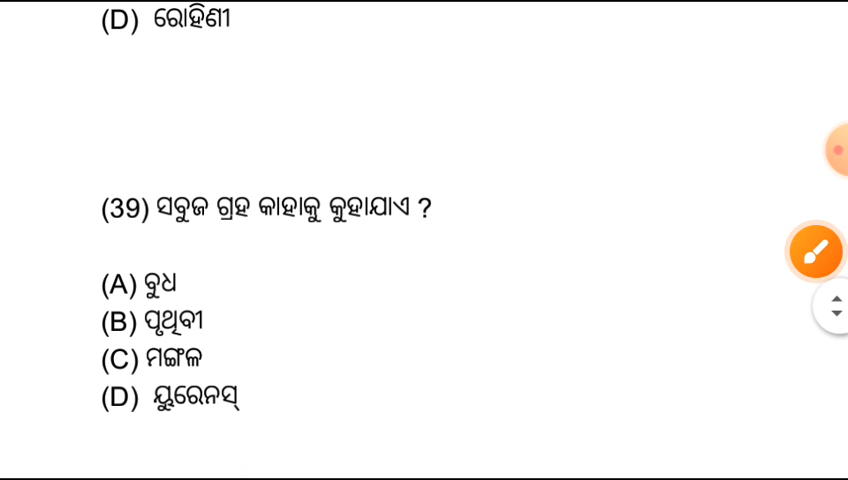 (D) ରୋହିଣୀ
(39) ସବୁଜ ଗ୍ରହ କାହାକୁ କୁହାଯାଏ ?
(A) ବୁଧ
(B) ପୃଥିବୀ
(C) ମଙ୍ଗଳ
(D) ୟୁରେନସ୍